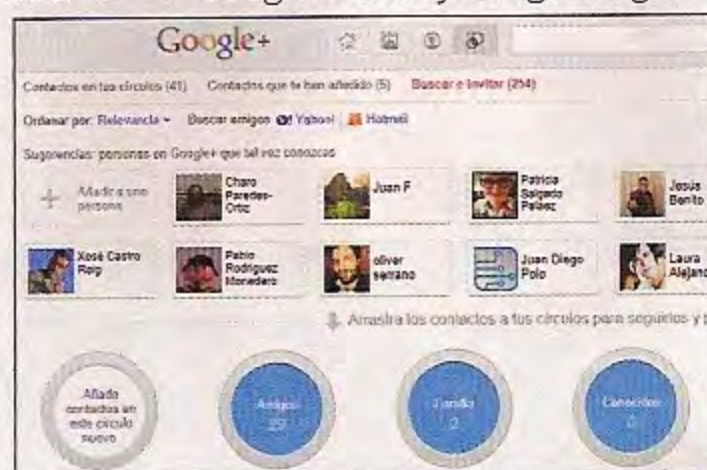 Google+
Contactos en tus círculos (41) Contactos que te han añadido (5) Buscar e invitar (254)
Ordenar por: Relevancia Buscar amigos Yahoo! Hotmail
Sugerencias: personas en Google+ que tal vez conozcas
Añadir a una persona
Charo Paredes-Ortiz
Juan F
Patricia Salgado Peláez
Jesús Benito
Xosé Castro Roig
Pablo Rodríguez Monedero
oliver serrano
Juan Diego Polo
Laura
Arrastra los contactos a tus círculos para seguirlos y
Añade contactos en este círculo nuevo
Amigos
Familia
2
Conocidos
0